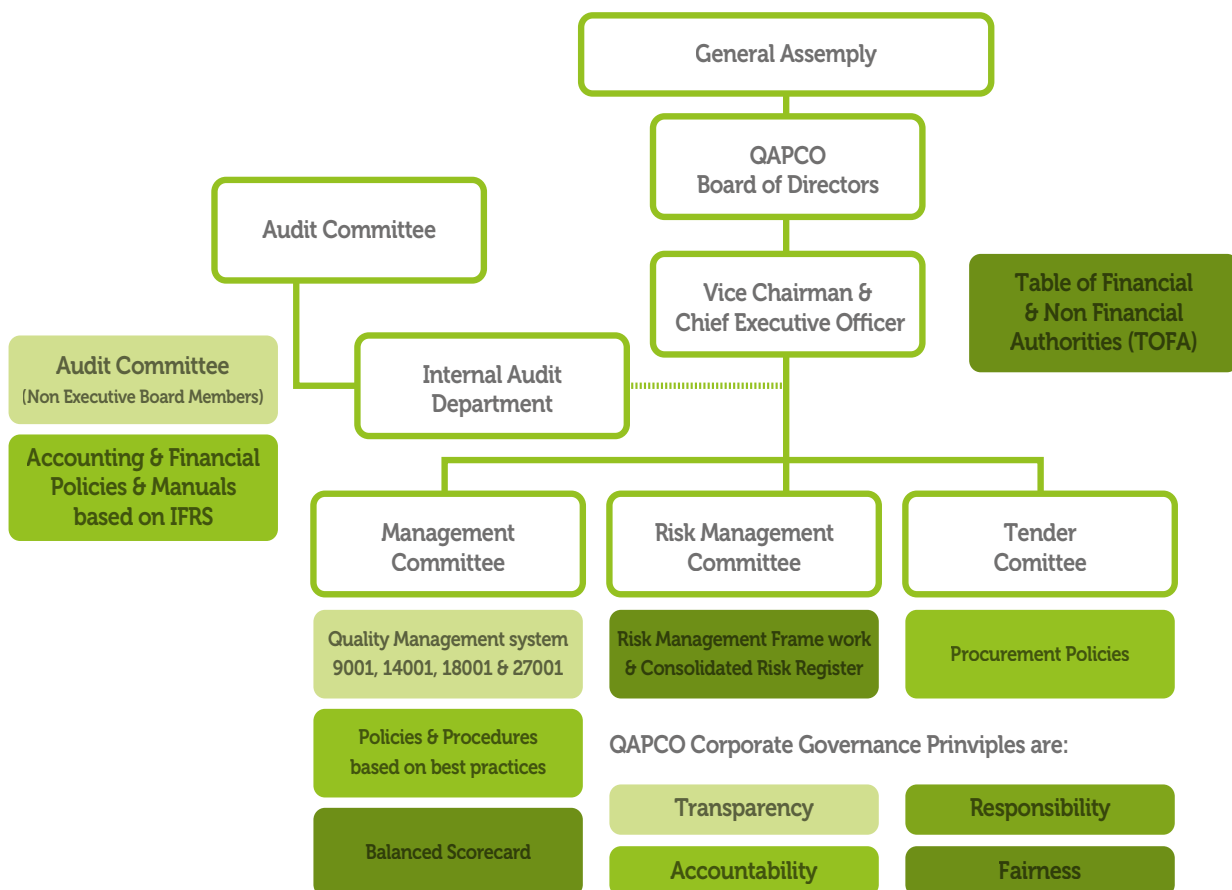 General Assemply
QAPCO
Board of Directors
Audit Committee
Vice Chairman &
Chief Executive Officer
Table of Financial
& Non Financial
Authorities (TOFA)
Audit Committee
(Non Executive Board Members)
Internal Audit
Department
Accounting & Financial
Policies & Manuals
based on IFRS
Management
Committee
Risk Management
Committee
Tender
Comittee
Quality Management system
9001, 14001, 18001 & 27001
Risk Management Frame work
& Consolidated Risk Register
Procurement Policies
Policies & Procedures
based on best practices
QAPCO Corporate Governance Prinviples are:
Transparency
Responsibility
Balanced Scorecard
Accountability
Fairness